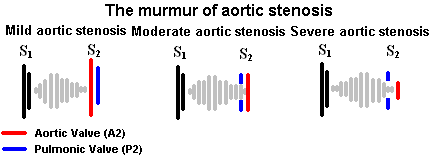 The murmur of aortic stenosis
Mild aortic stenosis Moderate aortic stenosis Severe aortic stenosis
S1 S2 S1 S2 S1 S2
Aortic Valve (A2)
Pulmonic Valve (P2)